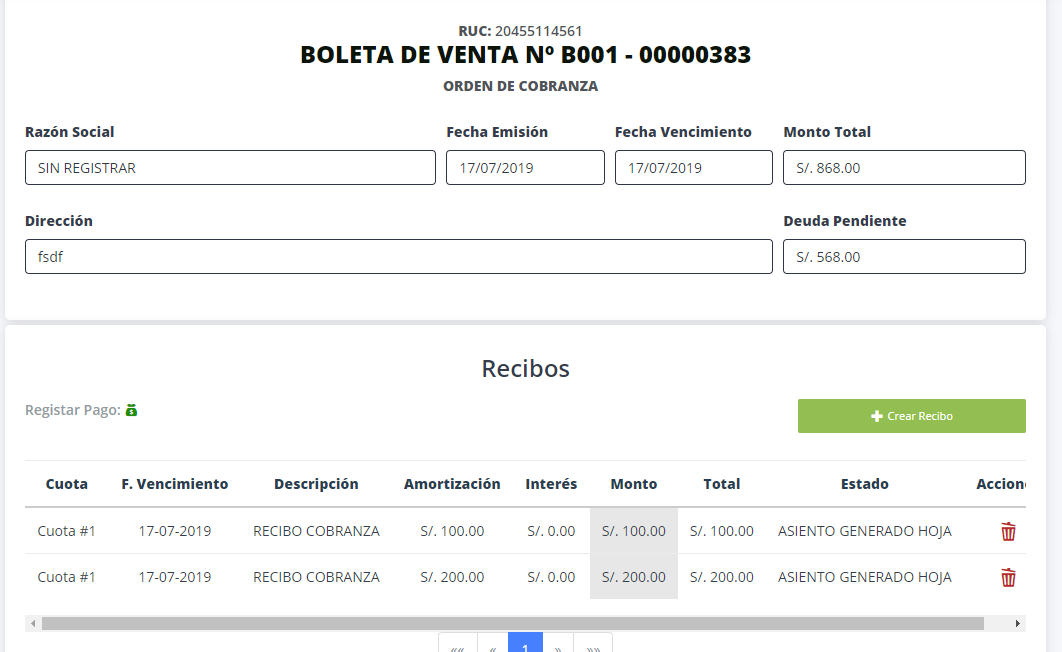 RUC: 20455114561
BOLETA DE VENTA Nº B001 - 00000383
ORDEN DE COBRANZA
Razón Social Fecha Emisión Fecha Vencimiento Monto Total
SIN REGISTRAR 17/07/2019 17/07/2019 S/. 868.00
Dirección Deuda Pendiente
fsdf S/. 568.00
Recibos
Registar Pago:
Crear Recibo
Cuota F. Vencimiento Descripción Amortización Interés Monto Total Estado Accion
Cuota #1 17-07-2019 RECIBO COBRANZA S/. 100.00 S/. 0.00 S/. 100.00 S/. 100.00 ASIENTO GENERADO HOJA
Cuota #1 17-07-2019 RECIBO COBRANZA S/. 200.00 S/. 0.00 S/. 200.00 S/. 200.00 ASIENTO GENERADO HOJA
«« « 1 » »»